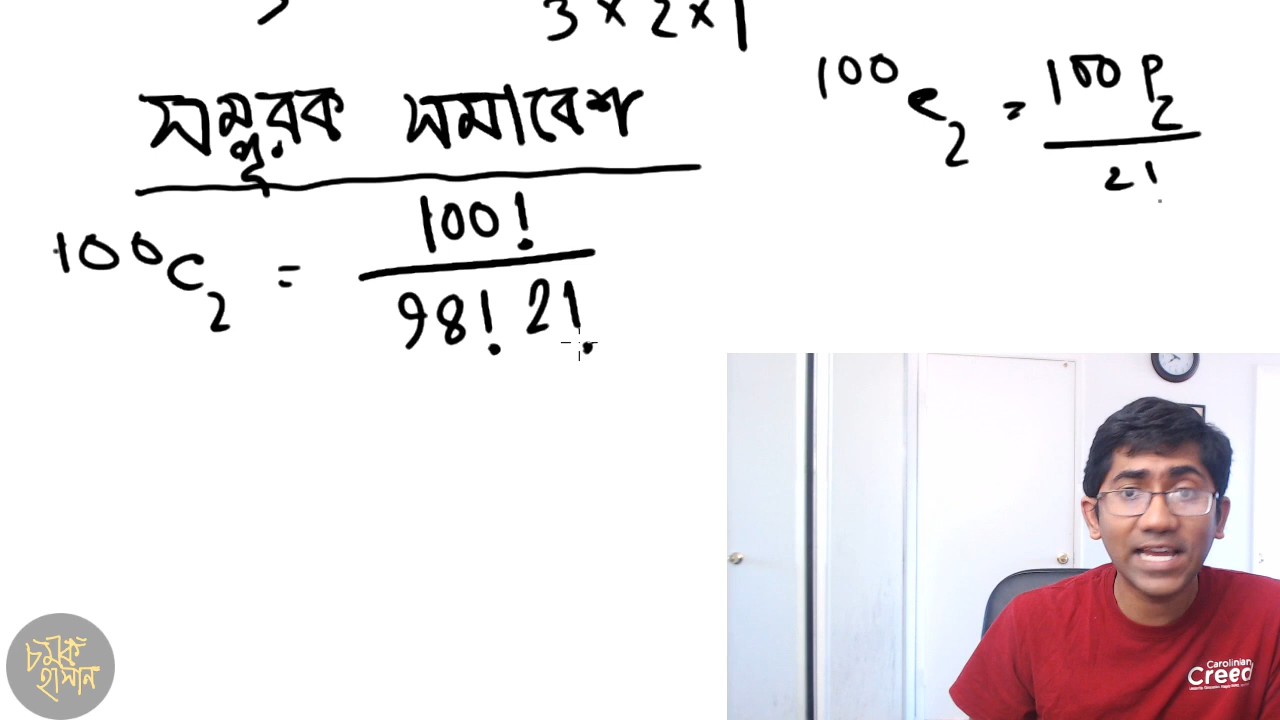 3 × 2 × 1
সম্পূরক সমাবেশ
¹⁰⁰C₂ = 100! / 98! 2!
¹⁰⁰C₂ = ¹⁰⁰P₂ / 2!
চমক
হাসান
Carolinian
Creed